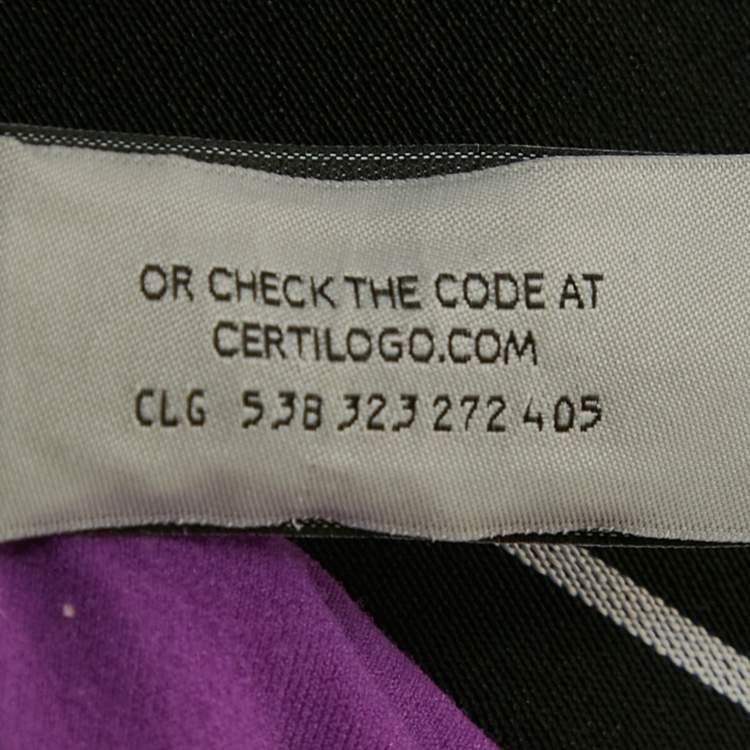 OR CHECK THE CODE AT
CERTILOGO.COM
CLG 538 323 272 405